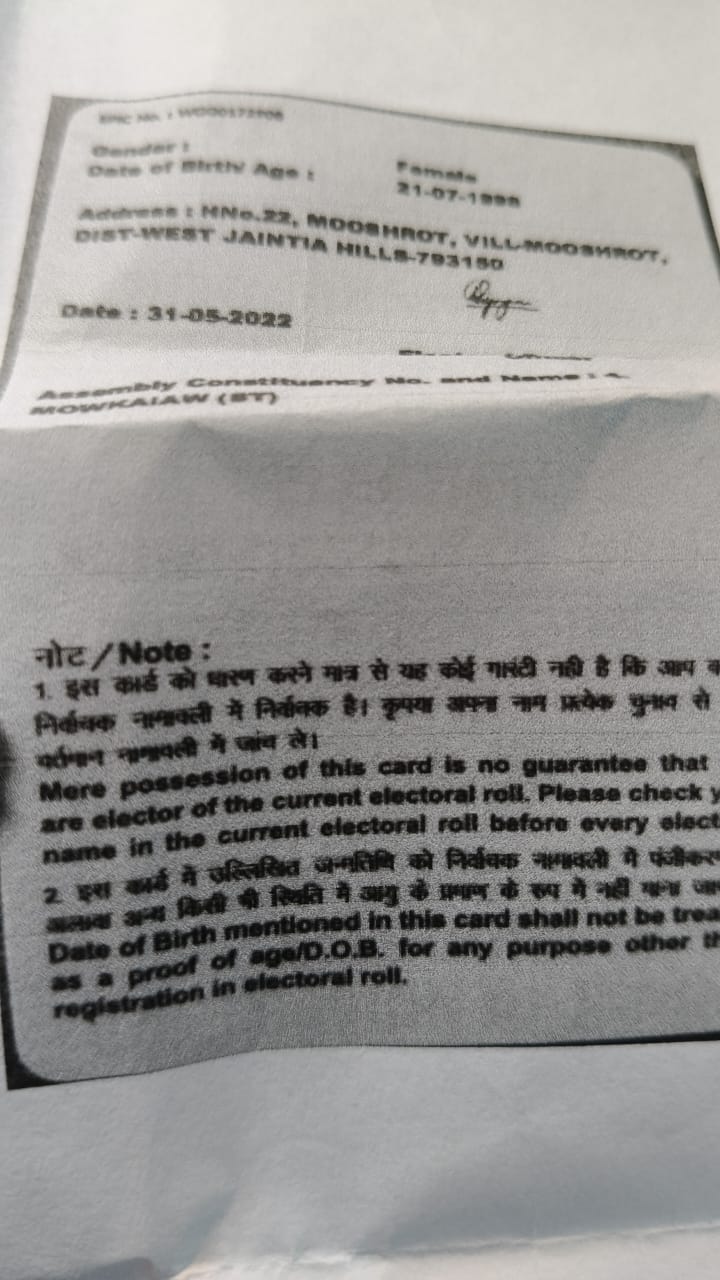 Gender :
Female
Date of Birth/ Age :
21-07-1998
Address : HNo.22, MOOSHROT, VILL-MOOSHROT,
DIST-WEST JAINTIA HILLS-793150
Date : 31-05-2022
Assembly Constituency No. and Name :
MOWKAIAW (ST)
नोट/Note :
1. इस कार्ड को धारण करने मात्र से यह कोई गारंटी नही है कि आप
निर्वाचक नामावली में निर्वाचक है। कृपया अपना नाम प्रत्येक चुनाव से
वर्तमान नामावली में जांच ले।
Mere possession of this card is no guarantee that
are elector of the current electoral roll. Please check y
name in the current electoral roll before every elect
2. इस कार्ड में उल्लिखित जन्मतिथि को निर्वाचक नामावली में पंजीकर
अलावा अन्य किसी भी स्थिति में आयु के प्रमाण के रूप में नहीं माना जा
Date of Birth mentioned in this card shall not be trea
as a proof of age/D.O.B. for any purpose other th
registration in electoral roll.